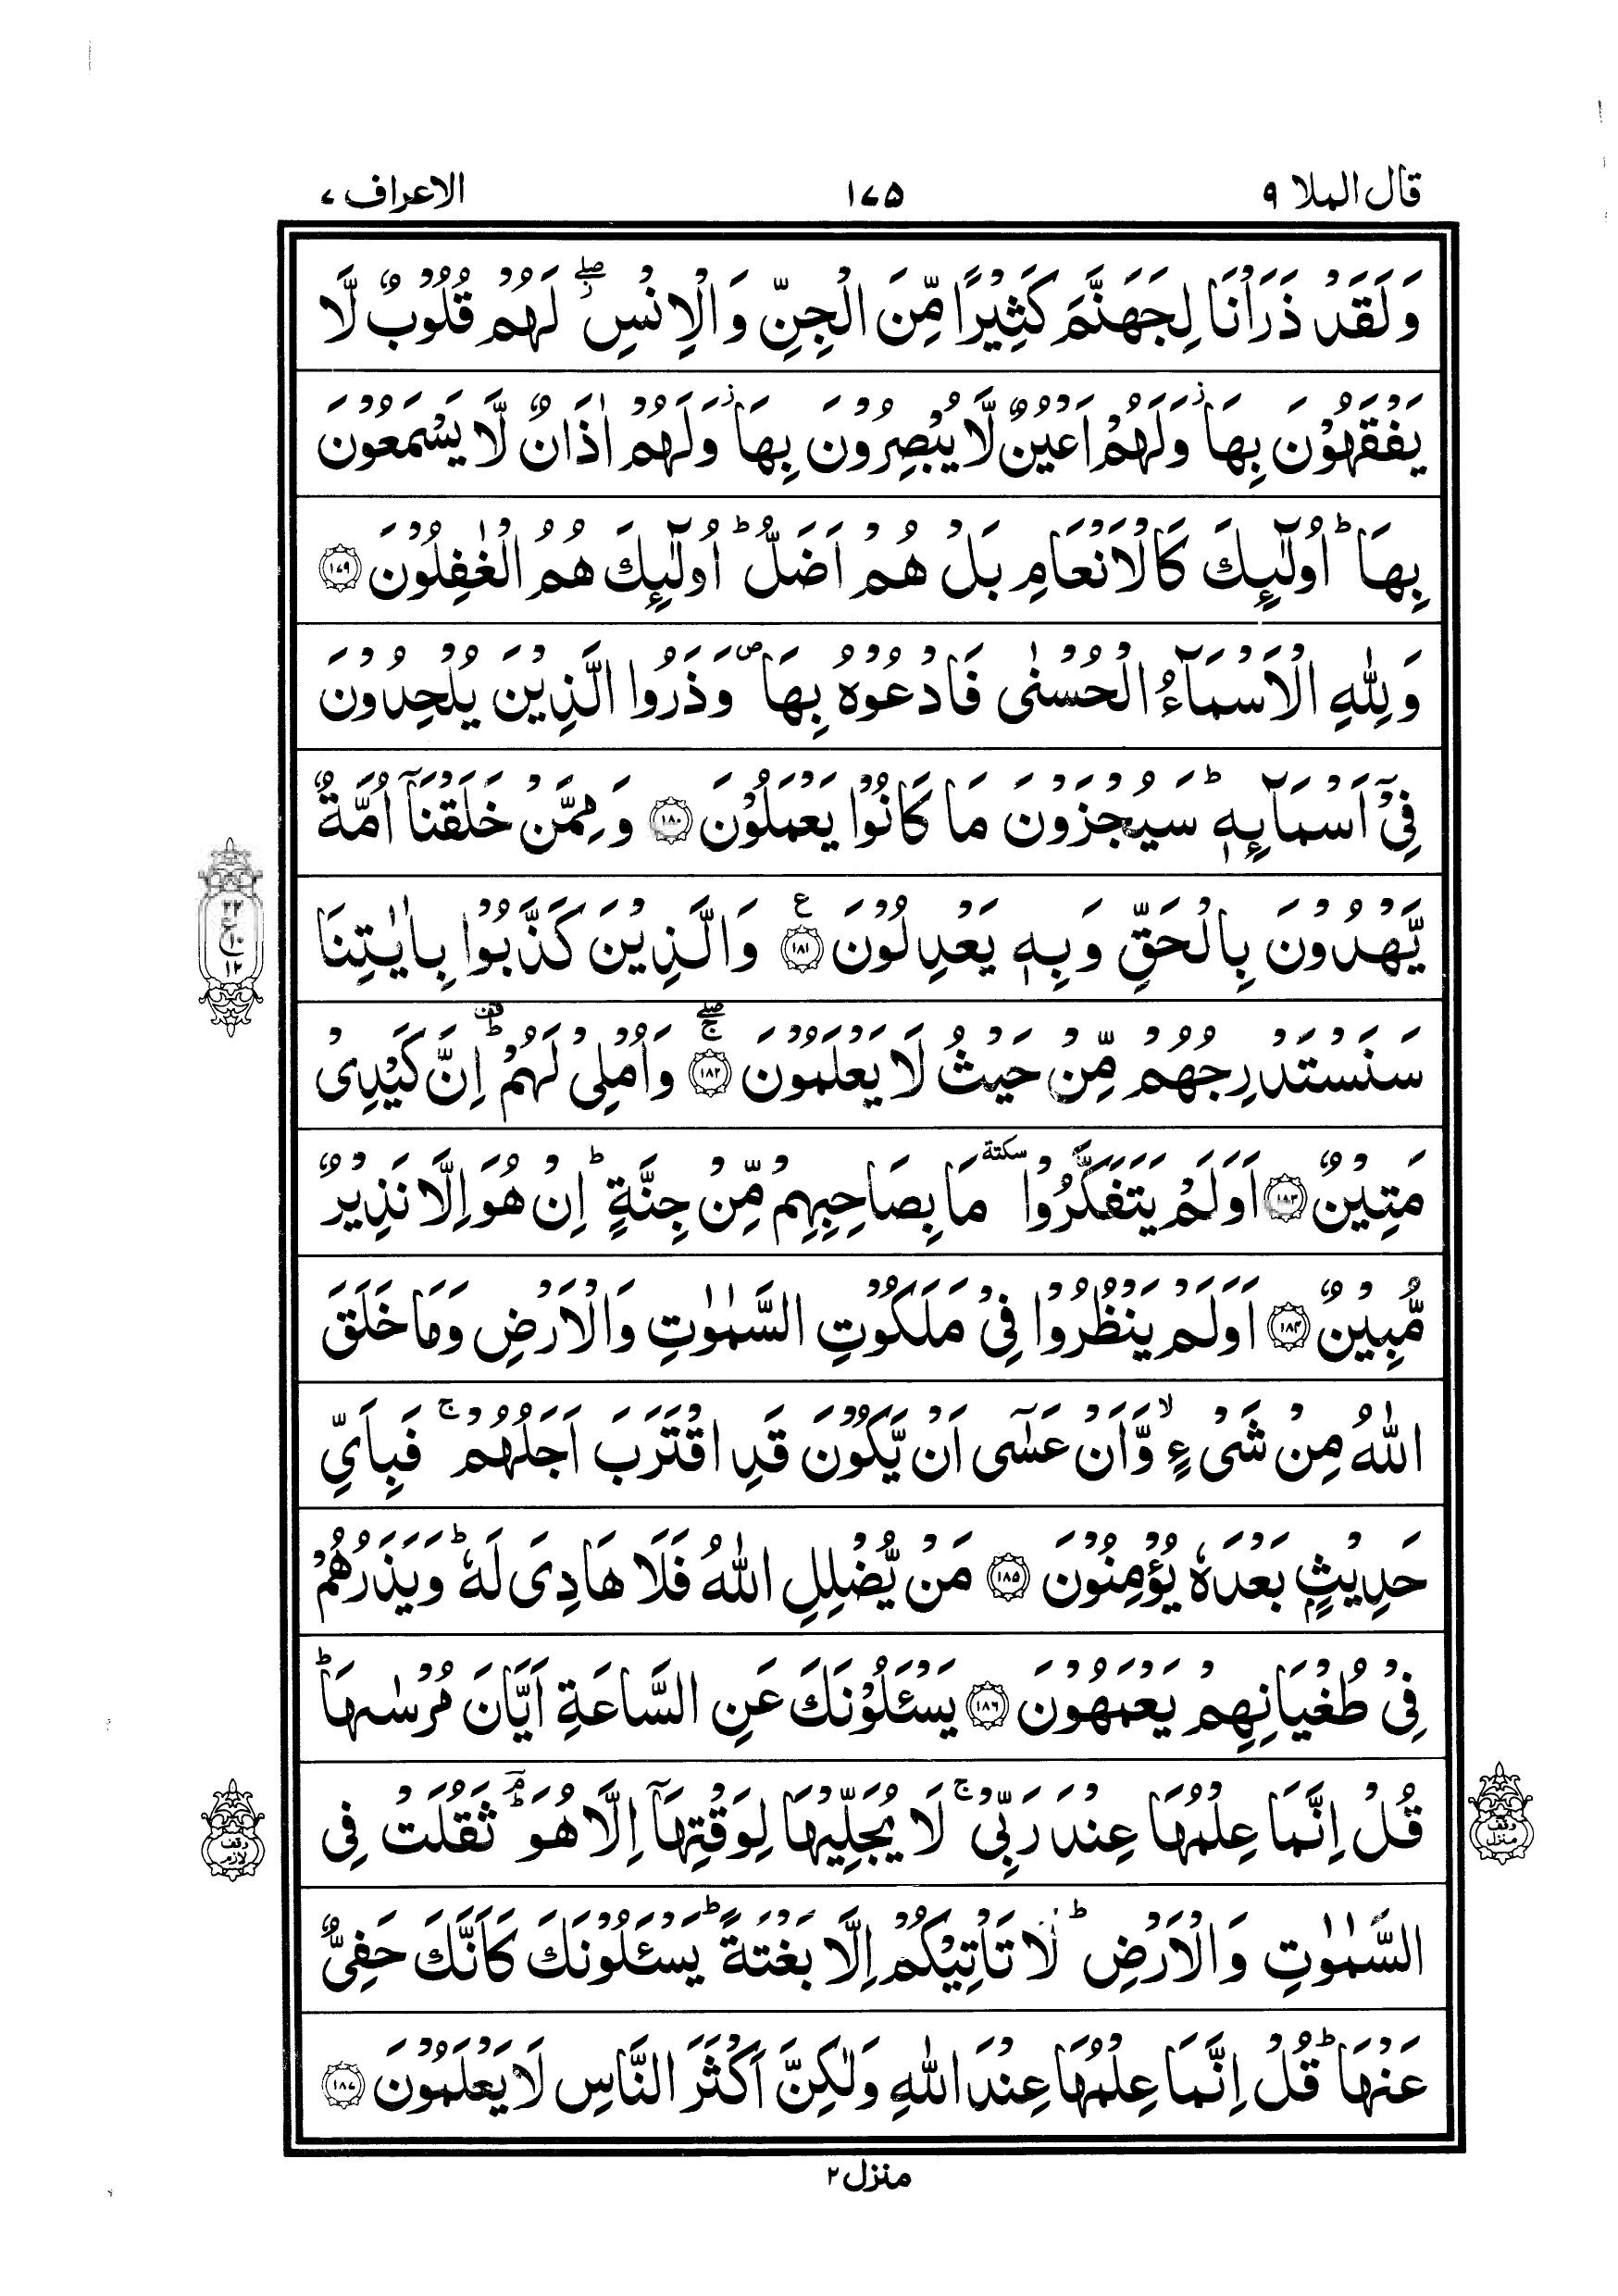 قال الملا ٩ ١٧٥ الاعراف ٧
وَلَقَدْ ذَرَاْنَا لِجَهَنَّمَ كَثِيْرًا مِّنَ الْجِنِّ وَالْاِنْسِ ۖ لَهُمْ قُلُوْبٌ لَّا
يَفْقَهُوْنَ بِهَا ز وَلَهُمْ اَعْيُنٌ لَّا يُبْصِرُوْنَ بِهَا ز وَلَهُمْ اٰذَانٌ لَّا يَسْمَعُوْنَ
بِهَا ؕ اُولٰٓئِكَ كَالْاَنْعَامِ بَلْ هُمْ اَضَلُّ ؕ اُولٰٓئِكَ هُمُ الْغٰفِلُوْنَ ﴿١٧٩﴾
وَلِلّٰهِ الْاَسْمَآءُ الْحُسْنٰى فَادْعُوْهُ بِهَا ص وَذَرُوا الَّذِيْنَ يُلْحِدُوْنَ
فِيْٓ اَسْمَآئِهٖ ؕ سَيُجْزَوْنَ مَا كَانُوْا يَعْمَلُوْنَ ﴿١٨٠﴾ وَمِمَّنْ خَلَقْنَآ اُمَّةٌ
يَّهْدُوْنَ بِالْحَقِّ وَبِهٖ يَعْدِلُوْنَ ﴿١٨١﴾ ع وَالَّذِيْنَ كَذَّبُوْا بِاٰيٰتِنَا
٢٢
ع ١٠
١٢
سَنَسْتَدْرِجُهُمْ مِّنْ حَيْثُ لَا يَعْلَمُوْنَ ﴿١٨٢﴾ ۖ ج وَاُمْلِيْ لَهُمْ ؕ قف اِنَّ كَيْدِيْ
مَتِيْنٌ ﴿١٨٣﴾ اَوَلَمْ يَتَفَكَّرُوْا سكتة مَا بِصَاحِبِهِمْ مِّنْ جِنَّةٍ ؕ اِنْ هُوَ اِلَّا نَذِيْرٌ
مُّبِيْنٌ ﴿١٨٤﴾ اَوَلَمْ يَنْظُرُوْا فِيْ مَلَكُوْتِ السَّمٰوٰتِ وَالْاَرْضِ وَمَا خَلَقَ
اللّٰهُ مِنْ شَيْءٍ ۙ وَّاَنْ عَسٰٓى اَنْ يَّكُوْنَ قَدِ اقْتَرَبَ اَجَلُهُمْ ۚ فَبِاَيِّ
حَدِيْثٍۭ بَعْدَهٗ يُؤْمِنُوْنَ ﴿١٨٥﴾ مَنْ يُّضْلِلِ اللّٰهُ فَلَا هَادِيَ لَهٗ ؕ وَيَذَرُهُمْ
فِيْ طُغْيَانِهِمْ يَعْمَهُوْنَ ﴿١٨٦﴾ يَسْـَٔلُوْنَكَ عَنِ السَّاعَةِ اَيَّانَ مُرْسٰىهَا ؕ
قُلْ اِنَّمَا عِلْمُهَا عِنْدَ رَبِّيْ ۚ لَا يُجَلِّيْهَا لِوَقْتِهَآ اِلَّا هُوَ ؕ ۘ ثَقُلَتْ فِي
وقف منزل
وقف لازم
السَّمٰوٰتِ وَالْاَرْضِ ؕ لَا تَاْتِيْكُمْ اِلَّا بَغْتَةً ؕ يَسْـَٔلُوْنَكَ كَاَنَّكَ حَفِيٌّ
عَنْهَا ؕ قُلْ اِنَّمَا عِلْمُهَا عِنْدَ اللّٰهِ وَلٰكِنَّ اَكْثَرَ النَّاسِ لَا يَعْلَمُوْنَ ﴿١٨٧﴾
منزل ٢